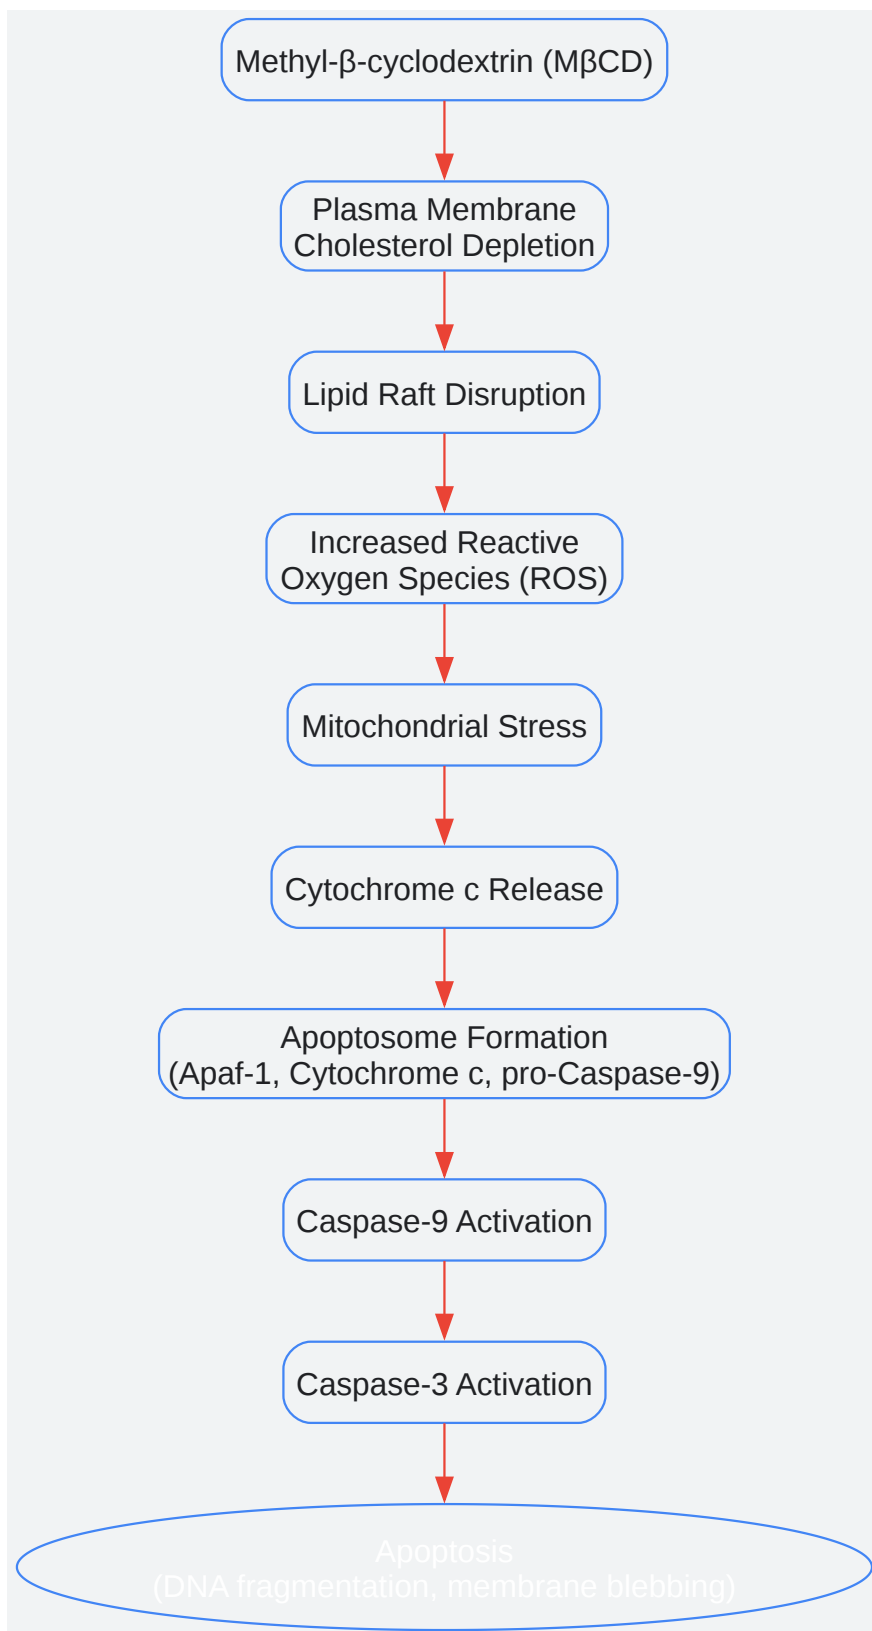 Methyl-β-cyclodextrin (MβCD)
Plasma Membrane
Cholesterol Depletion
Lipid Raft Disruption
Increased Reactive
Oxygen Species (ROS)
Mitochondrial Stress
Cytochrome c Release
Apoptosome Formation
(Apaf-1, Cytochrome c, pro-Caspase-9)
Caspase-9 Activation
Caspase-3 Activation
Apoptosis
(DNA fragmentation, membrane blebbing)